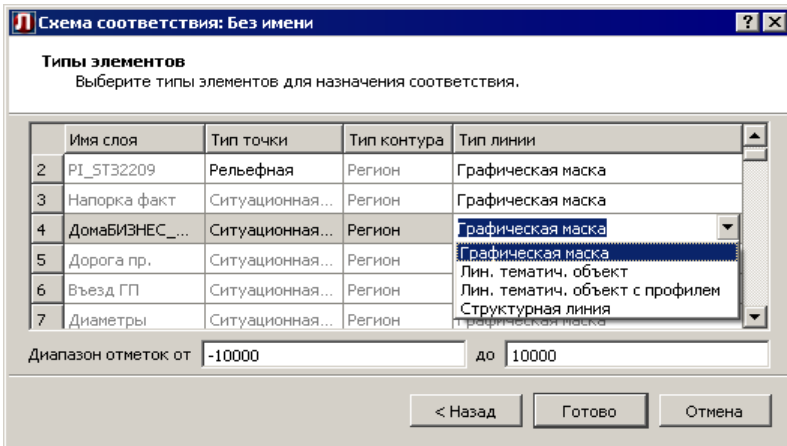 Схема соответствия: Без имени
Типы элементов
Выберите типы элементов для назначения соответствия.
Имя слоя Тип точки Тип контура Тип линии
2 PI_ST32209 Рельефная Регион Графическая маска
3 Напорка факт Ситуационная... Регион Графическая маска
4 ДомаБИЗНЕС_... Ситуационная... Регион Графическая маска
Графическая маска
5 Дорога пр. Ситуационная... Регион Лин. тематич. объект
6 Въезд ГП Ситуационная... Регион Лин. тематич. объект с профилем
Структурная линия
7 Диаметры Ситуационная... Регион Графическая маска
Диапазон отметок от -10000 до 10000
< Назад Готово Отмена